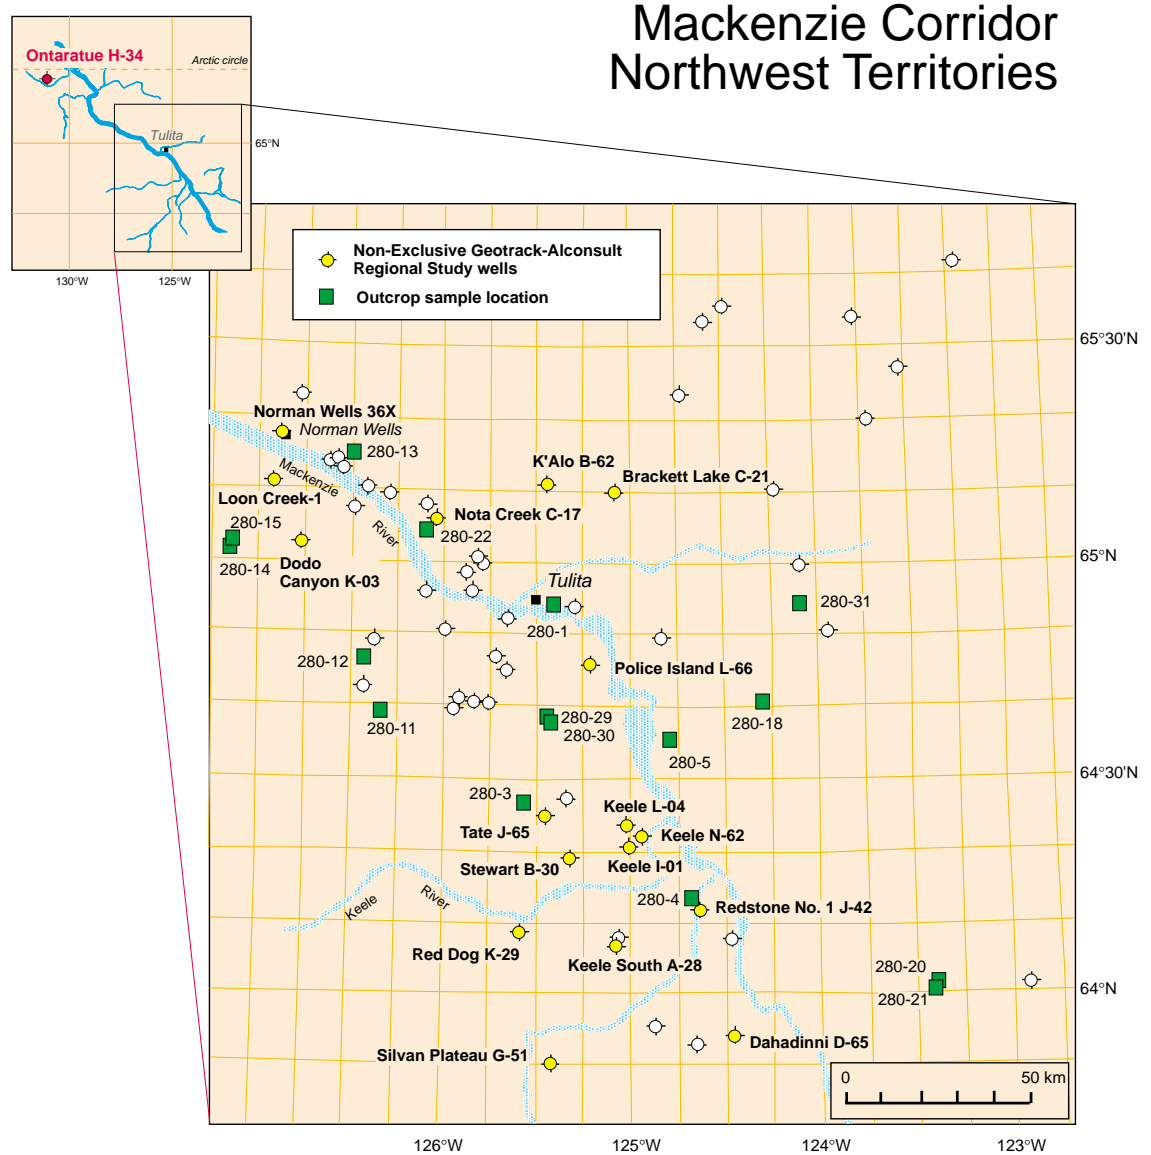 Mackenzie Corridor
Northwest Territories
Ontaratue H-34
Arctic circle
Tulita
65°N
130°W
125°W
Non-Exclusive Geotrack-Alconsult
Regional Study wells
Outcrop sample location
65°30'N
Norman Wells 36X
Norman Wells
280-13
Mackenzie
K'Alo B-62
Brackett Lake C-21
Loon Creek-1
Nota Creek C-17
280-15
River
280-22
280-14
Dodo
Canyon K-03
65°N
Tulita
280-31
280-1
280-12
Police Island L-66
280-11
280-29
280-30
280-18
280-5
64°30'N
280-3
Keele L-04
Tate J-65
Keele N-62
Stewart B-30
Keele I-01
Keele
River
280-4
Redstone No. 1 J-42
Red Dog K-29
Keele South A-28
280-20
280-21
64°N
Silvan Plateau G-51
Dahadinni D-65
0
50 km
126°W
125°W
124°W
123°W